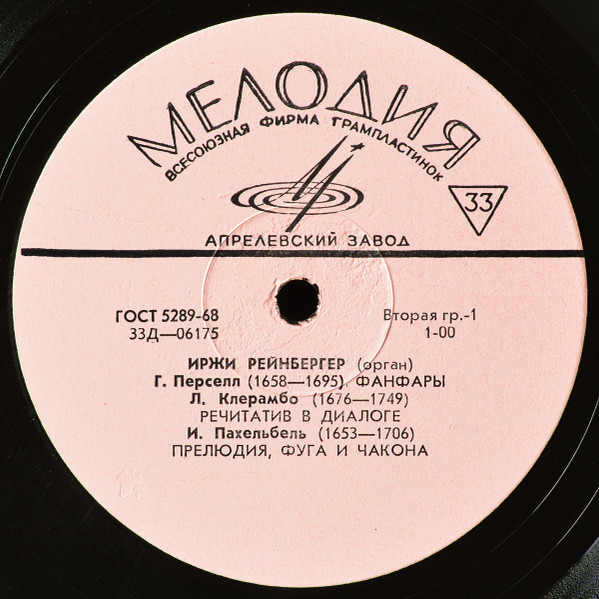 МЕЛОДИЯ
ВСЕСОЮЗНАЯ ФИРМА ГРАМПЛАСТИНОК
33
АПРЕЛЕВСКИЙ ЗАВОД
ГОСТ 5289-68
Вторая гр.-1
33Д—06175
1-00
ИРЖИ РЕЙНБЕРГЕР (орган)
Г. Перселл (1658—1695) ФАНФАРЫ
Л. Клерамбо (1676—1749)
РЕЧИТАТИВ В ДИАЛОГЕ
И. Пахельбель (1653—1706)
ПРЕЛЮДИЯ, ФУГА И ЧАКОНА